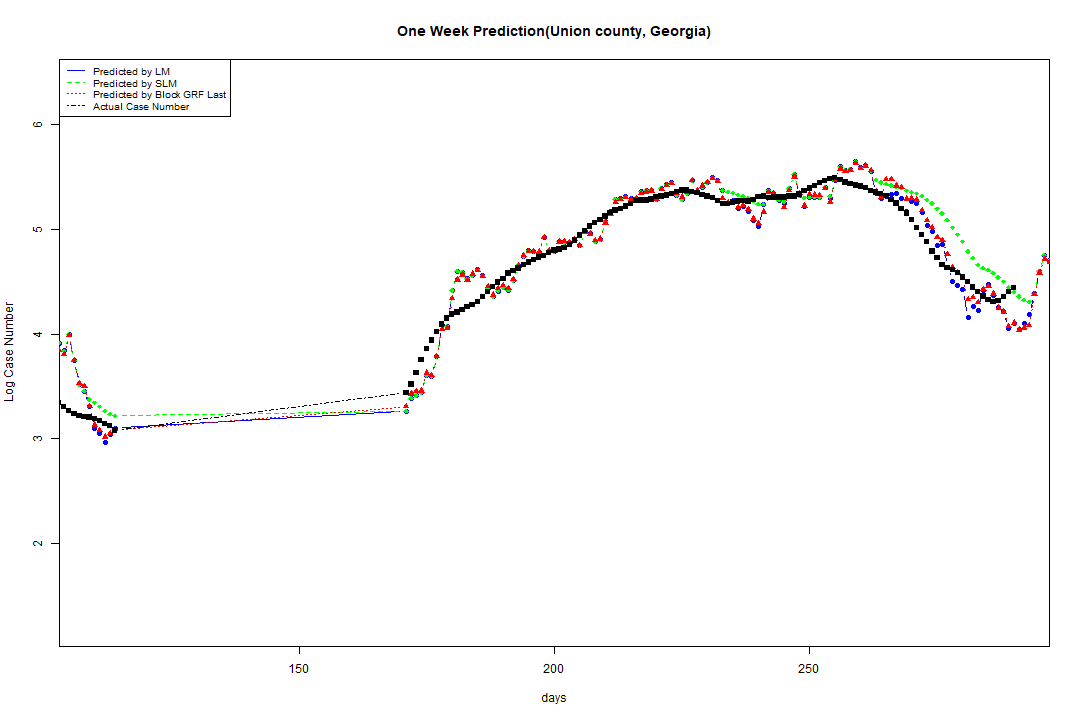 One Week Prediction(Union county, Georgia)
Predicted by LM
Predicted by SLM
Predicted by Block GRF Last
Actual Case Number
6
5
4
3
2
Log Case Number
150 200 250
days